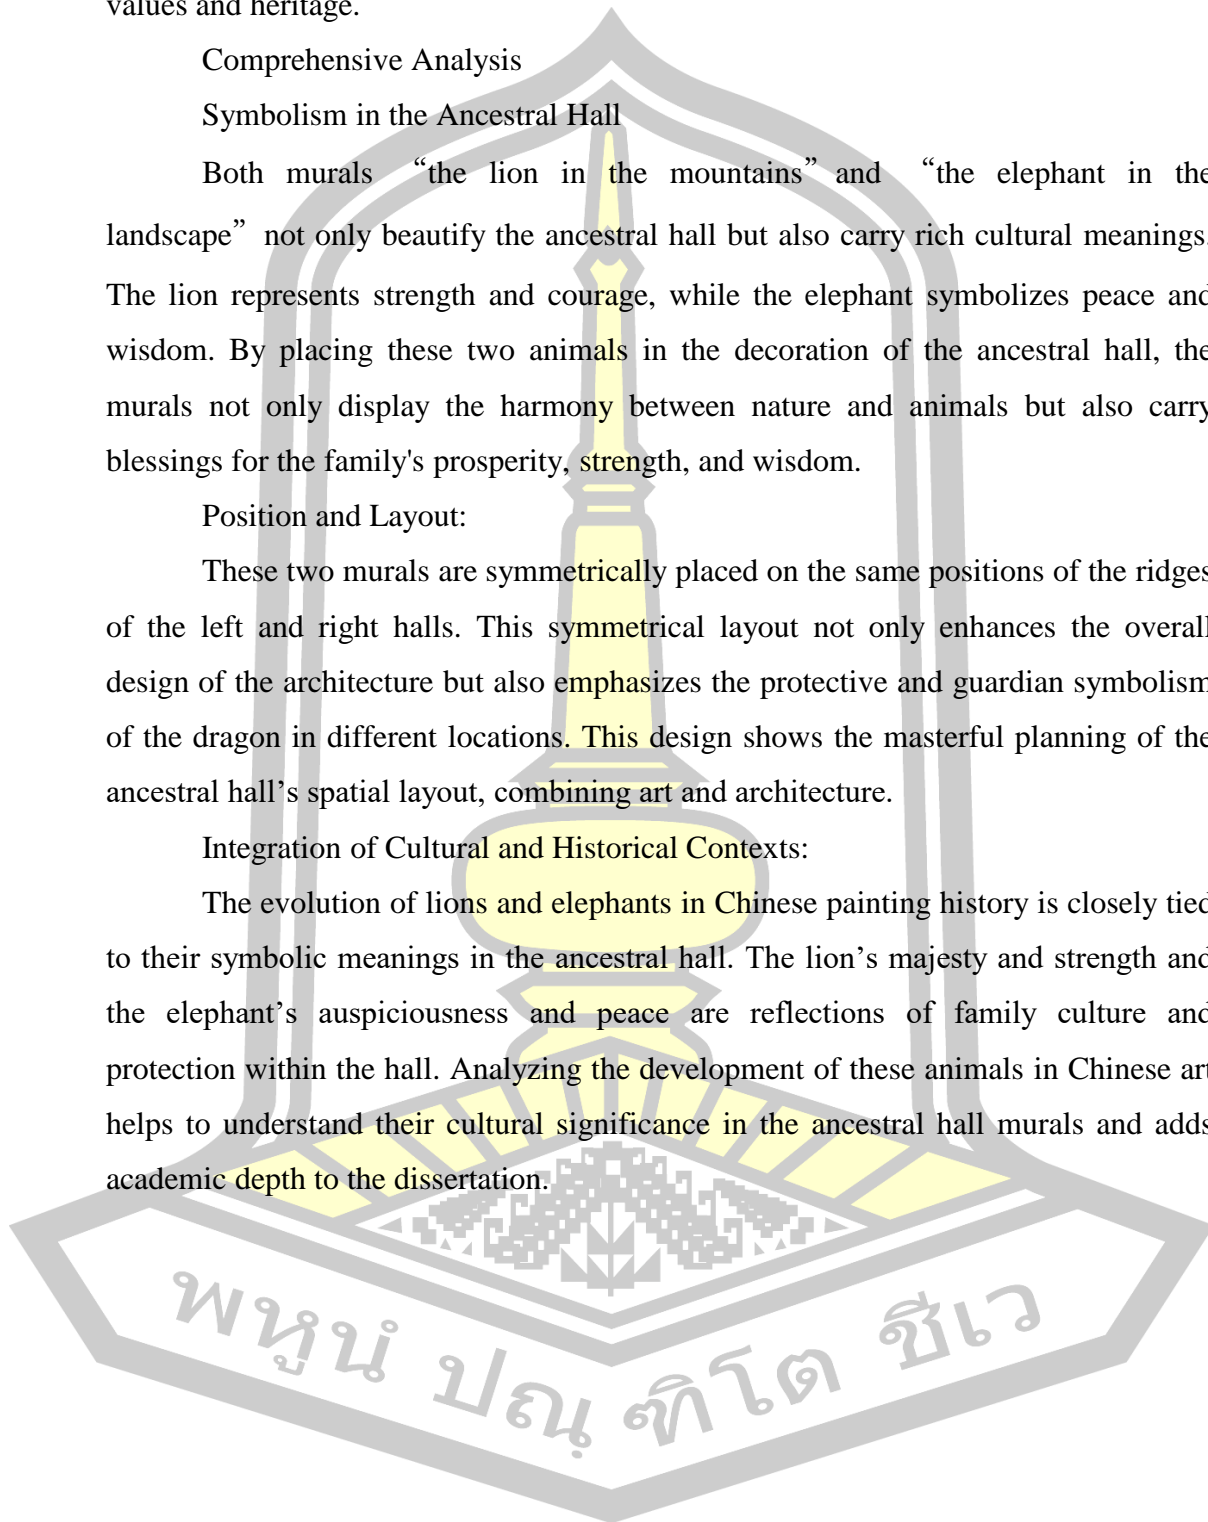 values and heritage.
Comprehensive Analysis
Symbolism in the Ancestral Hall
Both murals “the lion in the mountains” and “the elephant in the
landscape” not only beautify the ancestral hall but also carry rich cultural meanings.
The lion represents strength and courage, while the elephant symbolizes peace and
wisdom. By placing these two animals in the decoration of the ancestral hall, the
murals not only display the harmony between nature and animals but also carry
blessings for the family's prosperity, strength, and wisdom.
Position and Layout:
These two murals are symmetrically placed on the same positions of the ridges
of the left and right halls. This symmetrical layout not only enhances the overall
design of the architecture but also emphasizes the protective and guardian symbolism
of the dragon in different locations. This design shows the masterful planning of the
ancestral hall’s spatial layout, combining art and architecture.
Integration of Cultural and Historical Contexts:
The evolution of lions and elephants in Chinese painting history is closely tied
to their symbolic meanings in the ancestral hall. The lion’s majesty and strength and
the elephant’s auspiciousness and peace are reflections of family culture and
protection within the hall. Analyzing the development of these animals in Chinese art
helps to understand their cultural significance in the ancestral hall murals and adds
academic depth to the dissertation.
พหูนํ ปณฺ ฑิโต ชีเว